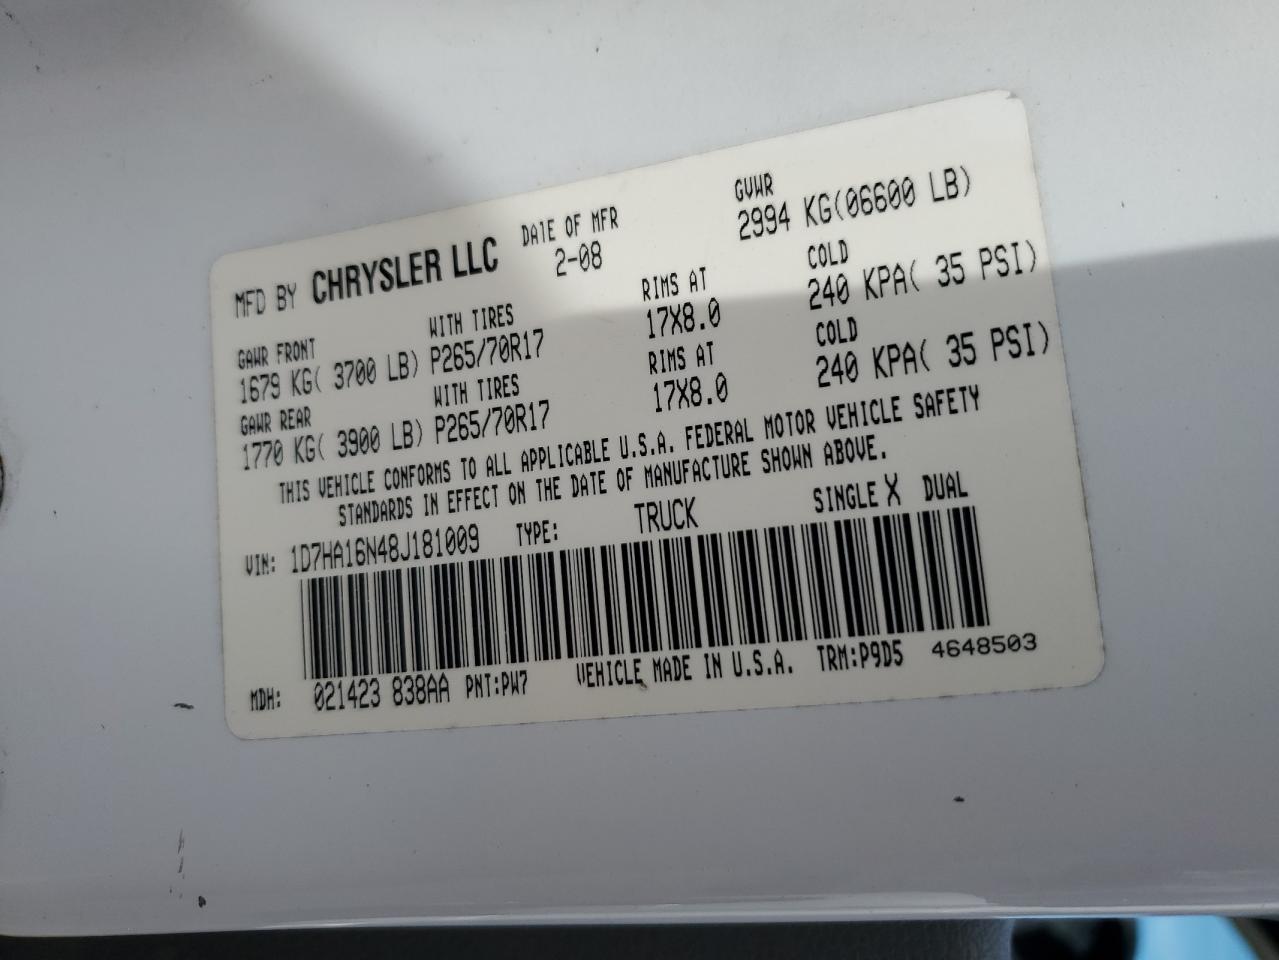 MFD BY CHRYSLER LLC DATE OF MFR 2-08 GVWR 2994 KG(06600 LB)
GAWR FRONT WITH TIRES RIMS AT COLD
1679 KG( 3700 LB) P265/70R17 17X8.0 240 KPA( 35 PSI)
GAWR REAR WITH TIRES RIMS AT COLD
1770 KG( 3900 LB) P265/70R17 17X8.0 240 KPA( 35 PSI)
THIS VEHICLE CONFORMS TO ALL APPLICABLE U.S.A. FEDERAL MOTOR VEHICLE SAFETY
STANDARDS IN EFFECT ON THE DATE OF MANUFACTURE SHOWN ABOVE.
VIN: 1D7HA16N48J181009 TYPE: TRUCK SINGLE X DUAL
MDH: 021423 838AA PNT:PW7 VEHICLE MADE IN U.S.A. TRM:P9D5 4648503